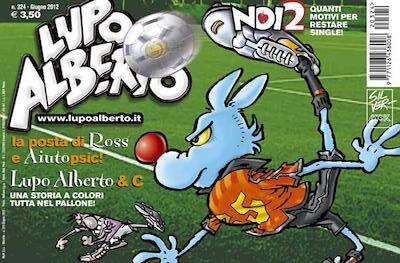 n. 324 - Giugno 2012
€ 3,50
LUPO
ALBERTO
www.lupoalberto.it
la posta di Ross
e Aiutopsic!
Lupo Alberto & C
UNA STORIA A COLORI
TUTTA NEL PALLONE!
NOI2
QUANTI
MOTIVI PER
RESTARE
SINGLE!
SILVER